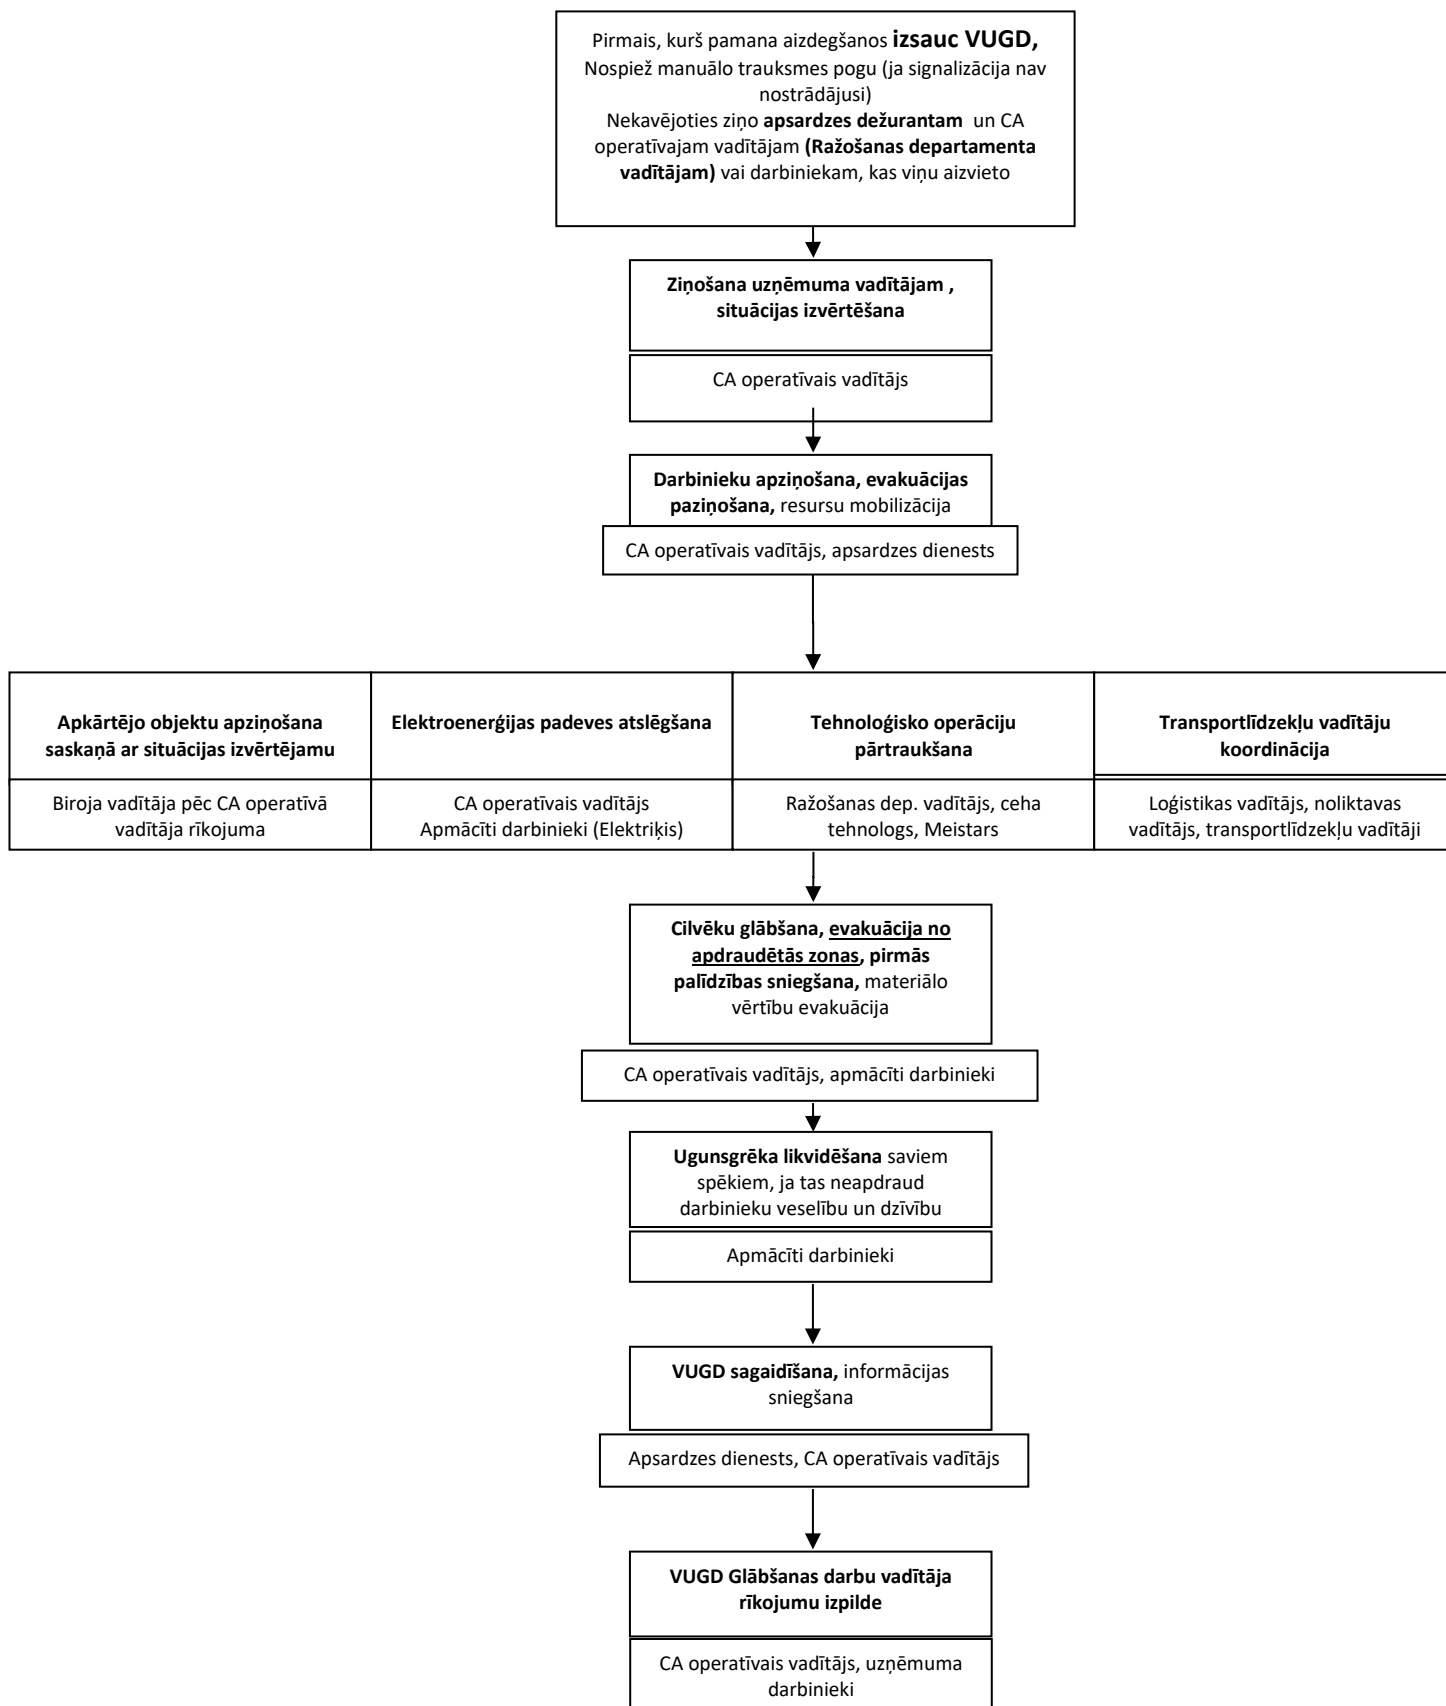 Pirmais, kurš pamana aizdegšanos izsauc VUGD,
Nospiež manuālo trauksmes pogu (ja signalizācija nav
nostrādājusi)
Nekavējoties ziņo apsardzes dežurantam un CA
operatīvajam vadītājam (Ražošanas departamenta
vadītājam) vai darbiniekam, kas viņu aizvieto
Ziņošana uzņēmuma vadītājam ,
situācijas izvērtēšana
CA operatīvais vadītājs
Darbinieku apziņošana, evakuācijas
paziņošana, resursu mobilizācija
CA operatīvais vadītājs, apsardzes dienests
Apkārtējo objektu apziņošana
saskaņā ar situācijas izvērtējamu
Elektroenerģijas padeves atslēgšana
Tehnoloģisko operāciju
pārtraukšana
Transportlīdzekļu vadītāju
koordinācija
Biroja vadītāja pēc CA operatīvā
vadītāja rīkojuma
CA operatīvais vadītājs
Apmācīti darbinieki (Elektriķis)
Ražošanas dep. vadītājs, ceha
tehnologs, Meistars
Loģistikas vadītājs, noliktavas
vadītājs, transportlīdzekļu vadītāji
Cilvēku glābšana, evakuācija no
apdraudētās zonas, pirmās
palīdzības sniegšana, materiālo
vērtību evakuācija
CA operatīvais vadītājs, apmācīti darbinieki
Ugunsgrēka likvidēšana saviem
spēkiem, ja tas neapdraud
darbinieku veselību un dzīvību
Apmācīti darbinieki
VUGD sagaidīšana, informācijas
sniegšana
Apsardzes dienests, CA operatīvais vadītājs
VUGD Glābšanas darbu vadītāja
rīkojumu izpilde
CA operatīvais vadītājs, uzņēmuma
darbinieki